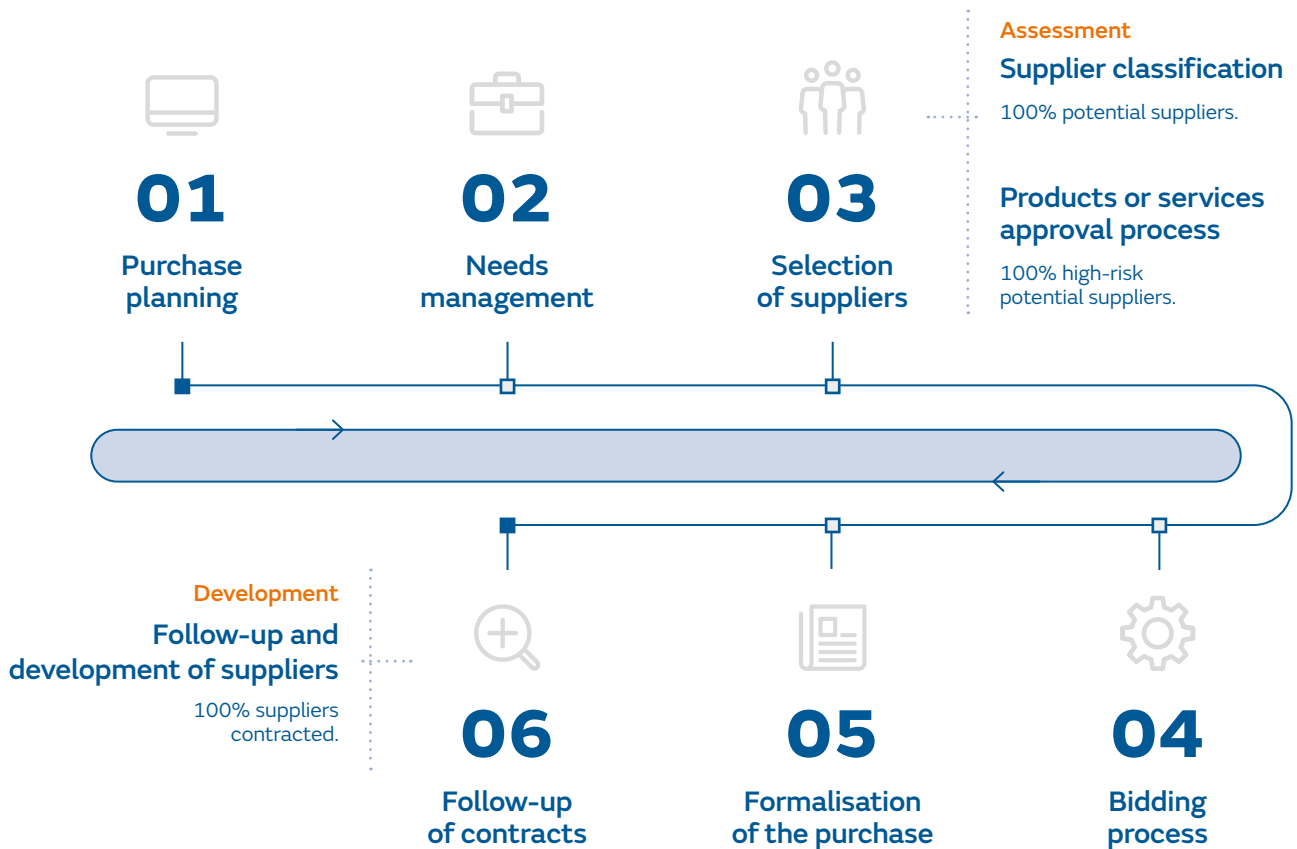 01
Purchase
planning
02
Needs
management
03
Selection
of suppliers
Assessment
Supplier classification
100% potential suppliers.
Products or services
approval process
100% high-risk
potential suppliers.
Development
Follow-up and
development of suppliers
100% suppliers
contracted.
06
Follow-up
of contracts
05
Formalisation
of the purchase
04
Bidding
process